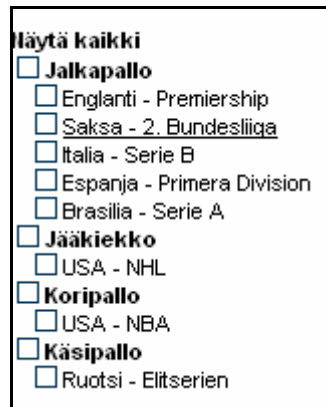 Näytä kaikki
Jalkapallo
Englanti - Premiership
Saksa - 2. Bundesliiga
Italia - Serie B
Espanja - Primera Division
Brasilia - Serie A
Jääkiekko
USA - NHL
Koripallo
USA - NBA
Käsipallo
Ruotsi - Elitserien